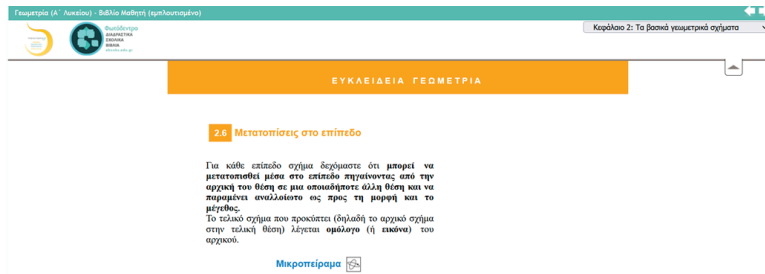 Γεωμετρία (Α΄ Λυκείου) - Βιβλίο Μαθητή (εμπλουτισμένο)
Κεφάλαιο 2: Τα βασικά γεωμετρικά σχήματα
Φωτόδεντρο
ΔΙΑΔΡΑΣΤΙΚΑ
ΣΧΟΛΙΚΑ
ΒΙΒΛΙΑ
ΕΥΚΛΕΙΔΕΙΑ ΓΕΩΜΕΤΡΙΑ
2.6 Μετατοπίσεις στο επίπεδο
Για κάθε επίπεδο σχήμα δεχόμαστε ότι μπορεί να
μετατοπισθεί μέσα στο επίπεδο πηγαίνοντας από την
αρχική του θέση σε μια οποιαδήποτε άλλη θέση και να
παραμένει αναλλοίωτο ως προς τη μορφή και το
μέγεθος.
Το τελικό σχήμα που προκύπτει (δηλαδή το αρχικό σχήμα
στην τελική θέση) λέγεται ομόλογο (ή εικόνα) του
αρχικού.
Μικροπείραμα